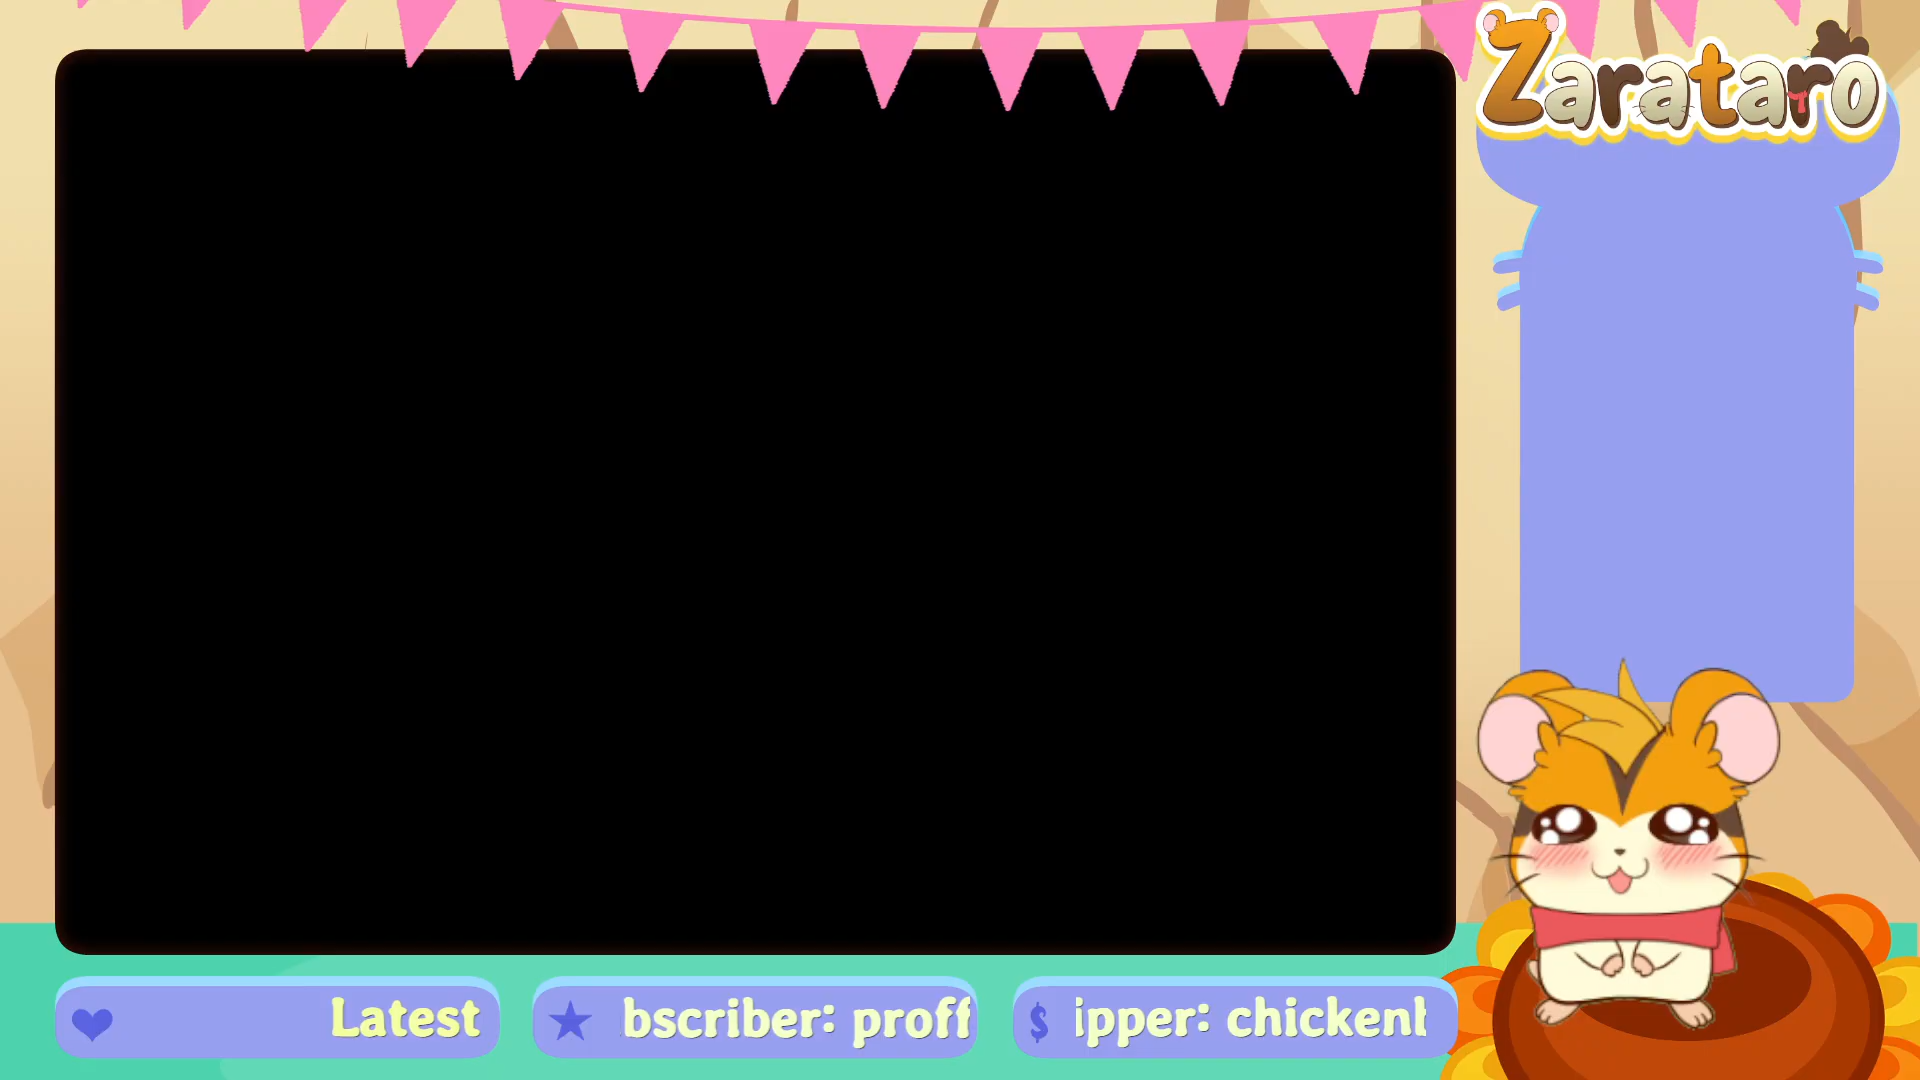 Zarataro
Latest
bscriber: proff
$
ipper: chickenl